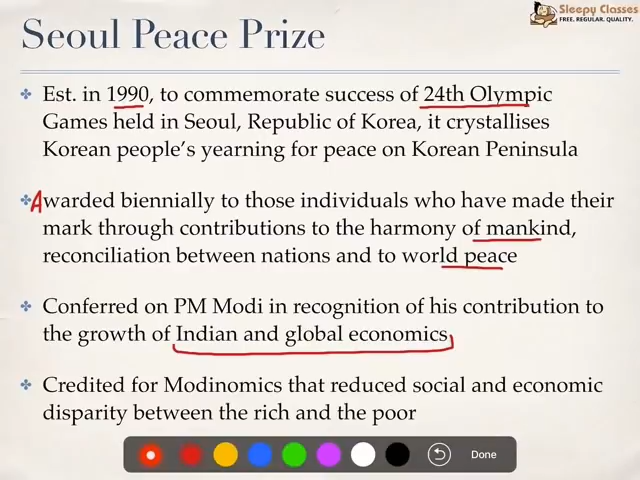 Seoul Peace Prize
Sleepy Classes
FREE. REGULAR. QUALITY.
Est. in 1990, to commemorate success of 24th Olympic
Games held in Seoul, Republic of Korea, it crystallises
Korean people's yearning for peace on Korean Peninsula
Awarded biennially to those individuals who have made their
mark through contributions to the harmony of mankind,
reconciliation between nations and to world peace
Conferred on PM Modi in recognition of his contribution to
the growth of Indian and global economics
Credited for Modinomics that reduced social and economic
disparity between the rich and the poor
Done